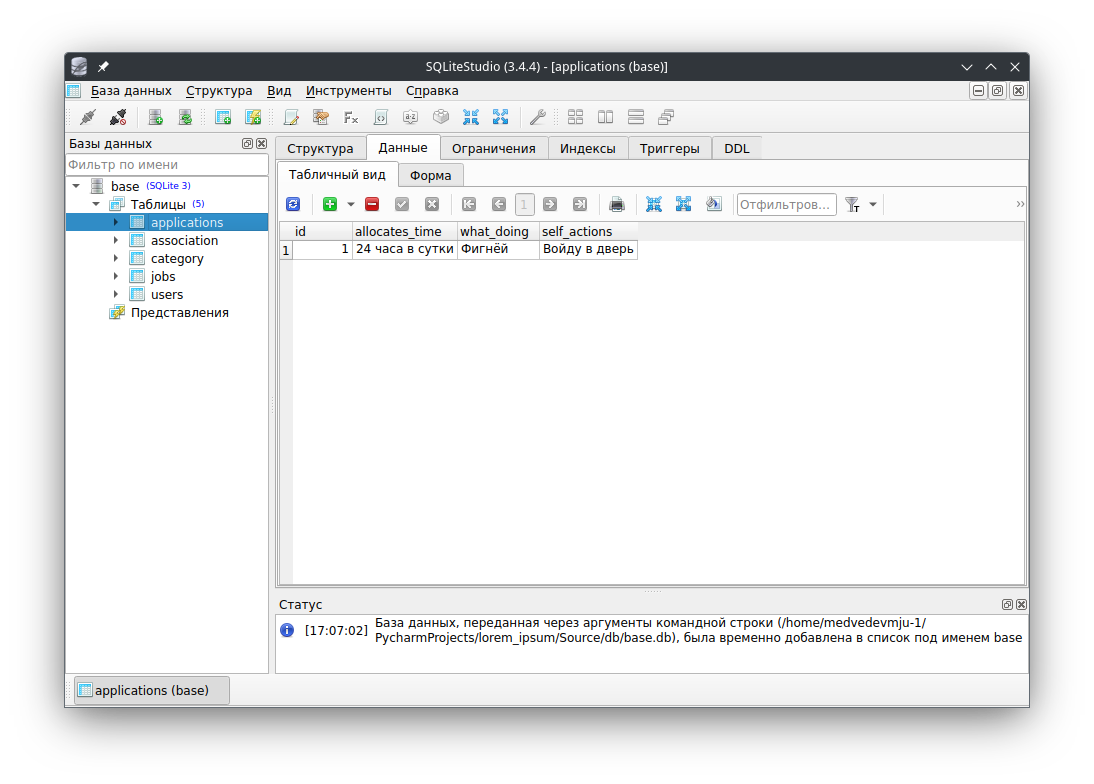 SQLiteStudio (3.4.4) - [applications (base)]
База данных Структура Вид Инструменты Справка
Базы данных
Фильтр по имени
base (SQLite 3)
Таблицы (5)
applications
association
category
jobs
users
Представления
Структура Данные Ограничения Индексы Триггеры DDL
Табличный вид Форма
1 Отфильтров...
id allocates_time what_doing self_actions
1 1 24 часа в сутки Фигнёй Войду в дверь
Статус
[17:07:02] База данных, переданная через аргументы командной строки (/home/medvedevmju-1/
PycharmProjects/lorem_ipsum/Source/db/base.db), была временно добавлена в список под именем base
applications (base)